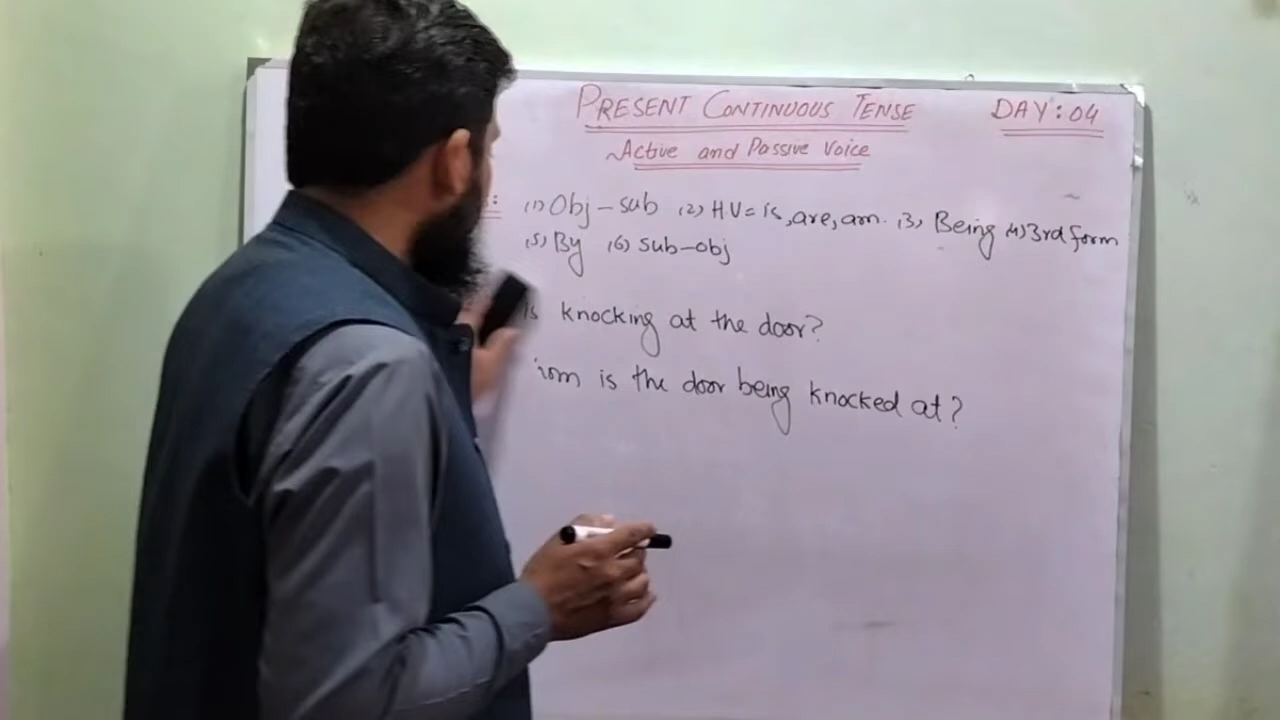 PRESENT CONTINUOUS TENSE DAY: 04
Active and Passive Voice
: (1) Obj-sub (2) HV= is, are, am. (3) Being (4) 3rd form
(5) By (6) Sub-obj
is knocking at the door?
is the door being knocked at?